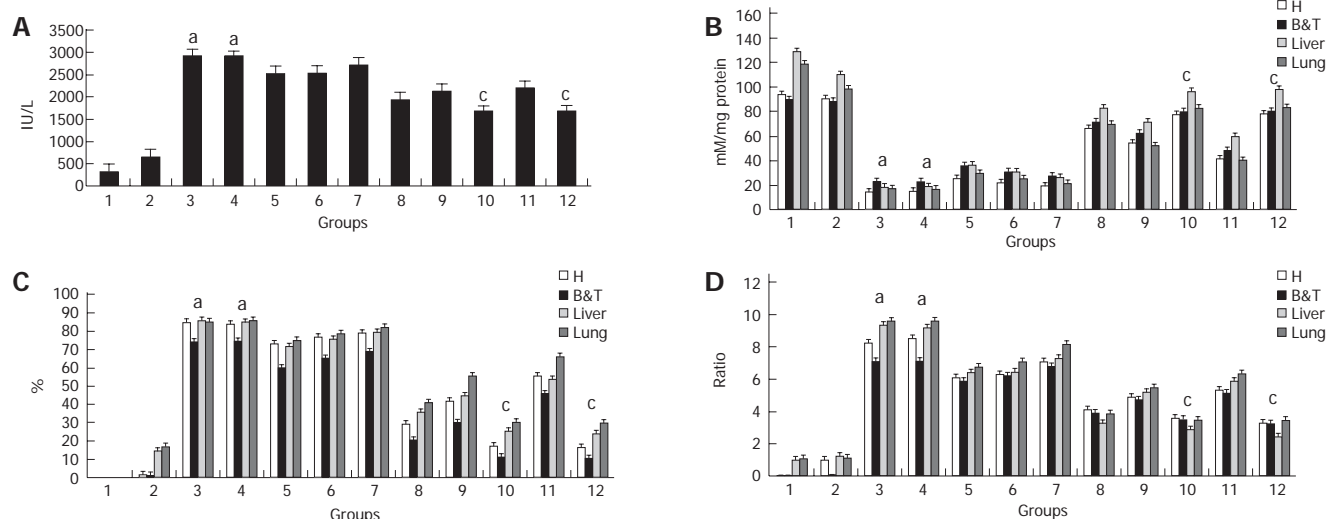 A
IU/L
3500
3000
2500
2000
1500
1000
500
0
a
a
c
c
1 2 3 4 5 6 7 8 9 10 11 12
Groups
B
mM/mg protein
160
140
120
100
80
60
40
20
0
H
B&T
Liver
Lung
a
a
c
c
1 2 3 4 5 6 7 8 9 10 11 12
Groups
C
%
100
90
80
70
60
50
40
30
20
10
0
H
B&T
Liver
Lung
a
a
c
c
1 2 3 4 5 6 7 8 9 10 11 12
Groups
D
Ratio
12
10
8
6
4
2
0
H
B&T
Liver
Lung
a
a
c
c
1 2 3 4 5 6 7 8 9 10 11 12
Groups